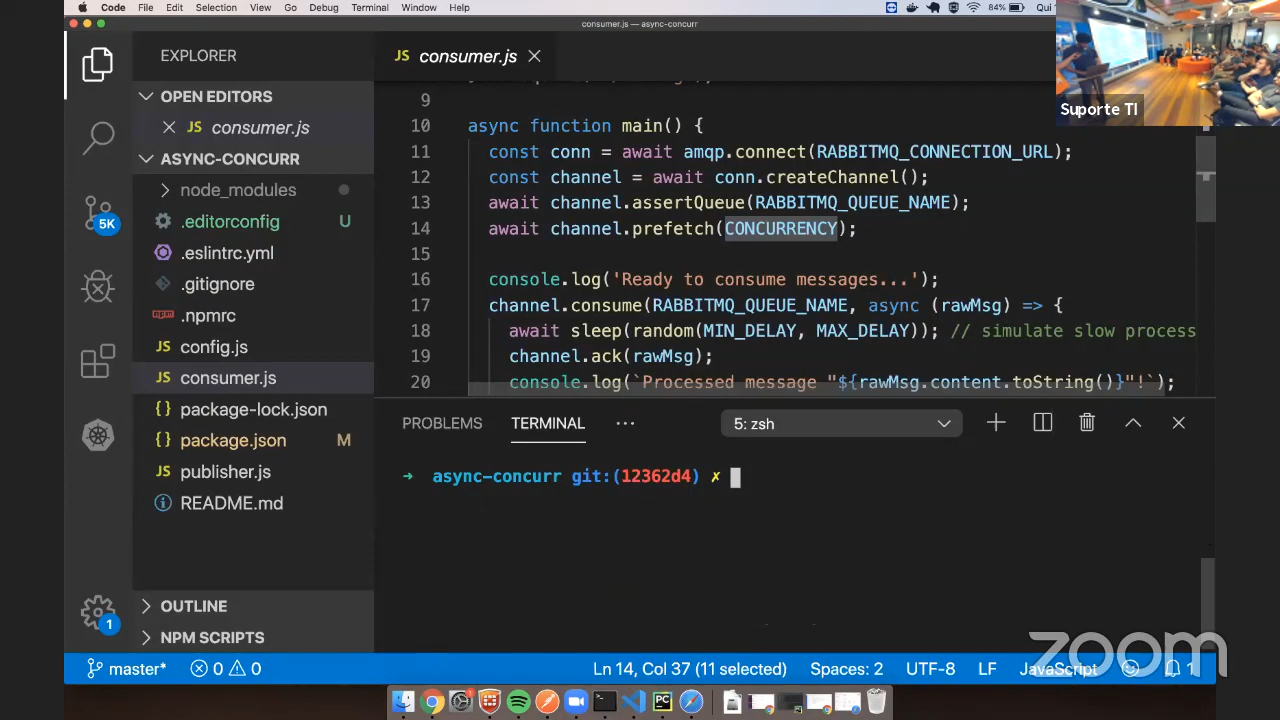 Code File Edit Selection View Go Debug Terminal Window Help 84% Qui
consumer.js — async-concurr
Suporte TI
EXPLORER
OPEN EDITORS
JS consumer.js
ASYNC-CONCURR
node_modules
.editorconfig U
.eslintrc.yml
.gitignore
npm .npmrc
JS config.js
JS consumer.js
{} package-lock.json
{} package.json M
JS publisher.js
README.md
OUTLINE
NPM SCRIPTS
5K
1
JS consumer.js
9
10 async function main() {
11 const conn = await amqp.connect(RABBITMQ_CONNECTION_URL);
12 const channel = await conn.createChannel();
13 await channel.assertQueue(RABBITMQ_QUEUE_NAME);
14 await channel.prefetch(CONCURRENCY);
15
16 console.log('Ready to consume messages...');
17 channel.consume(RABBITMQ_QUEUE_NAME, async (rawMsg) => {
18 await sleep(random(MIN_DELAY, MAX_DELAY)); // simulate slow process
19 channel.ack(rawMsg);
20 console.log(`Processed message "${rawMsg.content.toString()}"!`);
PROBLEMS TERMINAL ··· 5: zsh
→ async-concurr git:(12362d4) ✗
zoom
master* 0 0 Ln 14, Col 37 (11 selected) Spaces: 2 UTF-8 LF JavaScript 1
PC